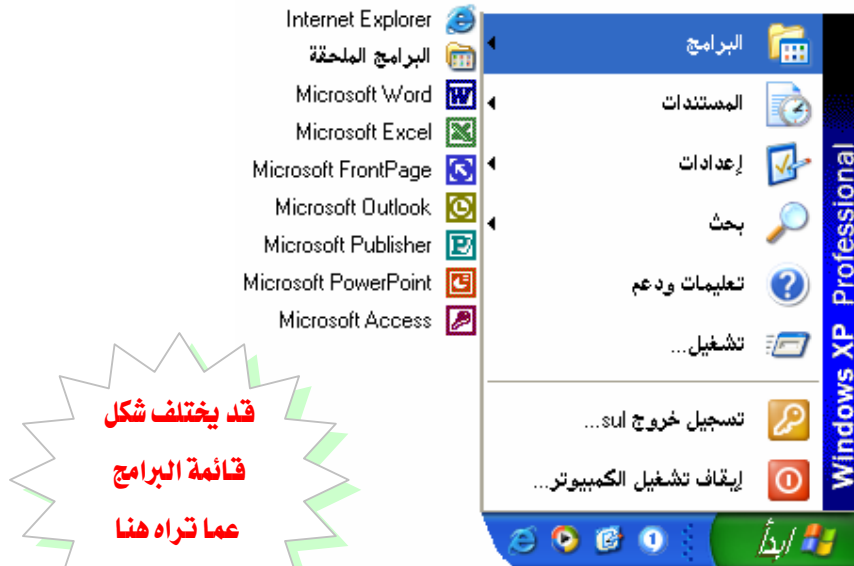 البرامج
المستندات
إعدادات
بحث
تعليمات ودعم
تشغيل...
تسجيل خروج sul...
إيقاف تشغيل الكمبيوتر...
Windows XP Professional
ابدأ
Internet Explorer
البرامج الملحقة
Microsoft Word
Microsoft Excel
Microsoft FrontPage
Microsoft Outlook
Microsoft Publisher
Microsoft PowerPoint
Microsoft Access
قد يختلف شكل
قائمة البرامج
عما تراه هنا